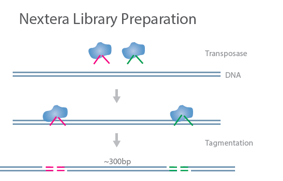 Nextera Library Preparation
Transposase
DNA
Tagmentation
~300bp